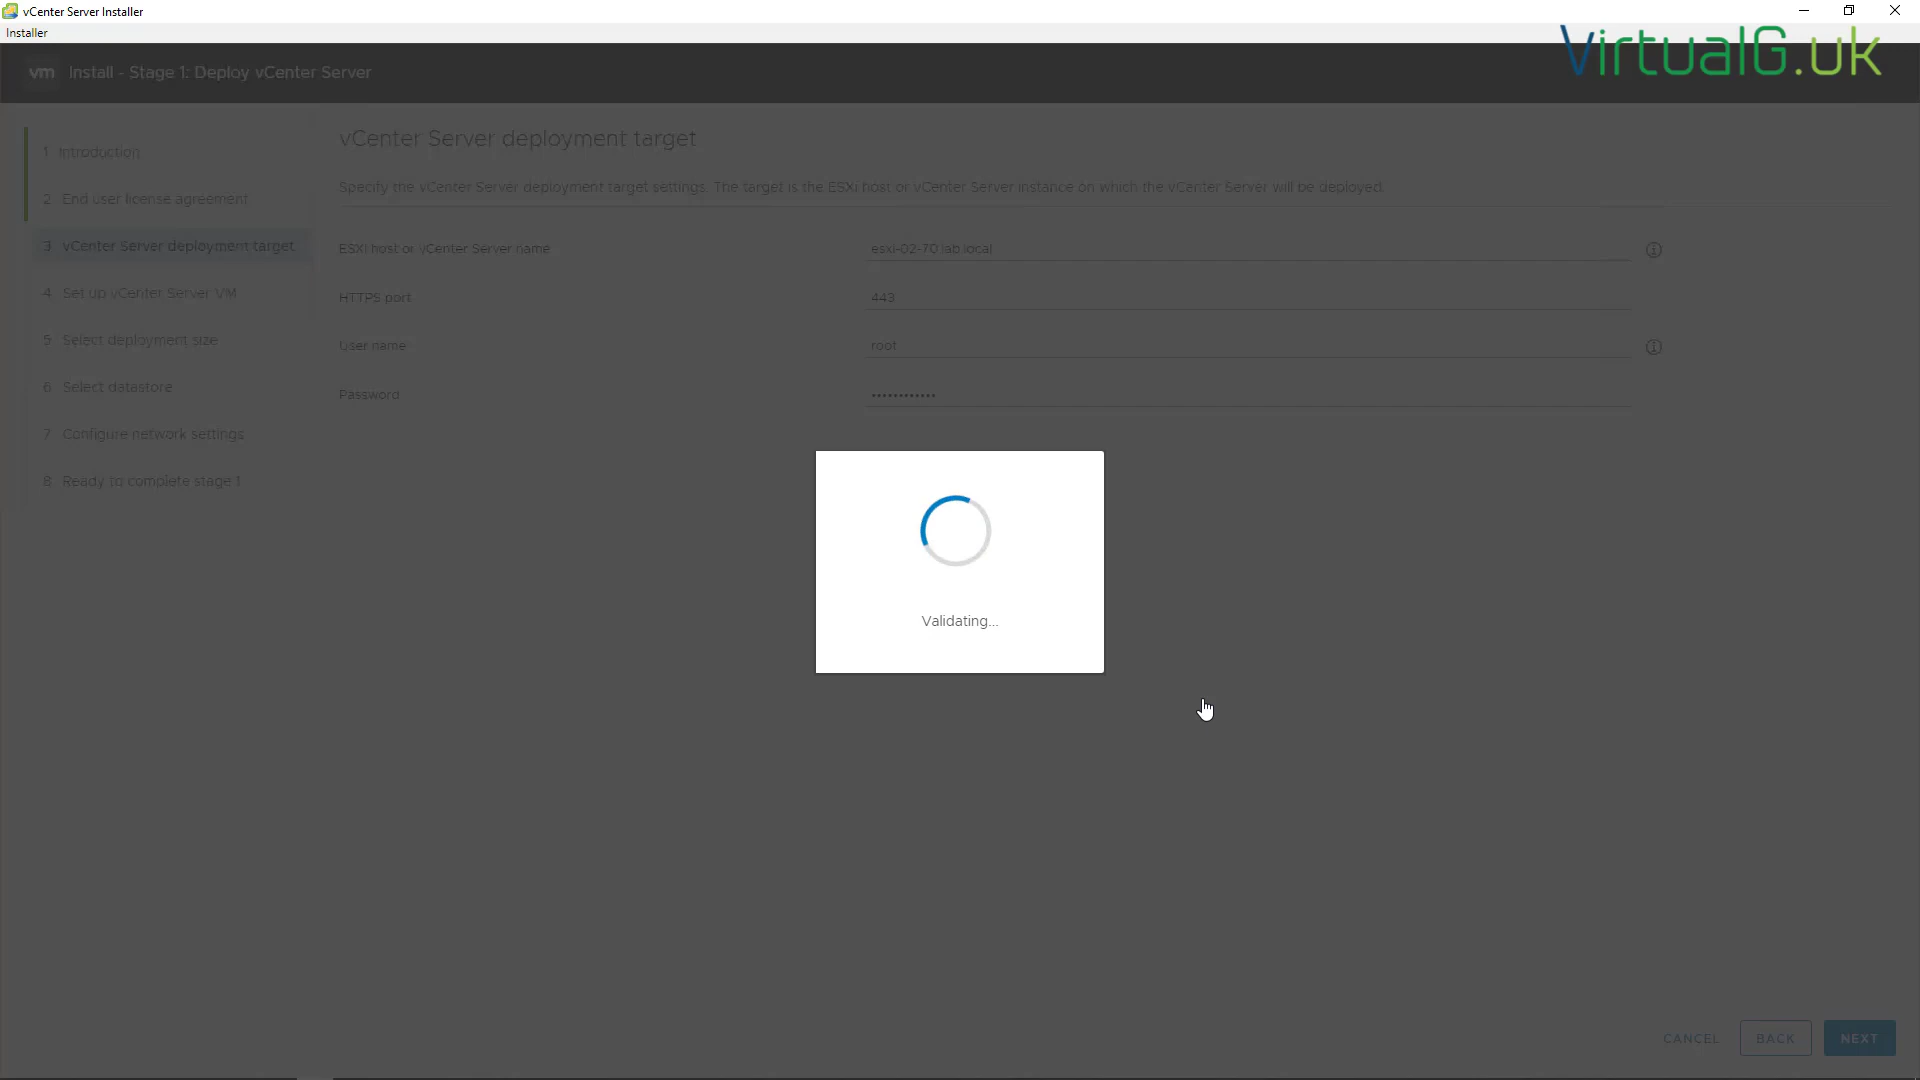 vCenter Server Installer
Installer
VirtualG.uk
vm Install - Stage 1: Deploy vCenter Server
1 Introduction
2 End user license agreement
3 vCenter Server deployment target
4 Set up vCenter Server VM
5 Select deployment size
6 Select datastore
7 Configure network settings
8 Ready to complete stage 1
vCenter Server deployment target
Specify the vCenter Server deployment target settings. The target is the ESXi host or vCenter Server instance on which the vCenter Server will be deployed.
ESXi host or vCenter Server name esxi-02-70.lab.local
HTTPS port 443
User name root
Password ••••••••••••
Validating...
CANCEL BACK NEXT